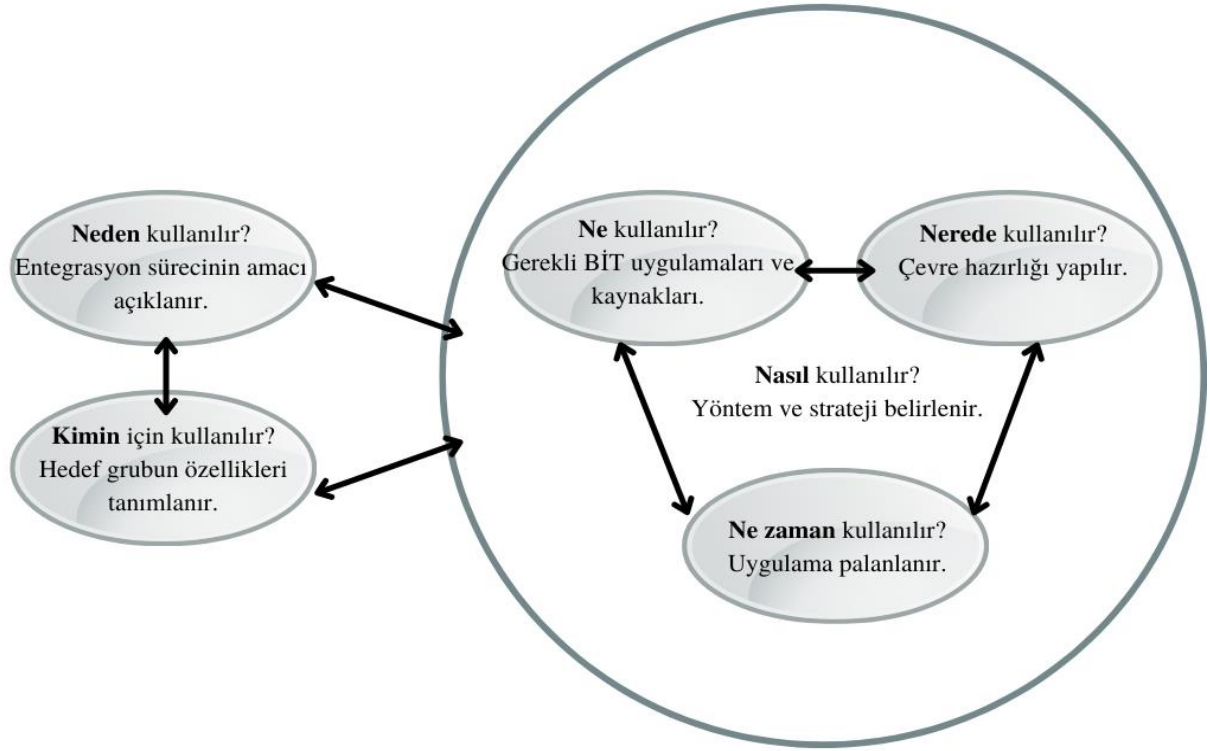 Neden kullanılır?
Entegrasyon sürecinin amacı
açıklanır.
Kimin için kullanılır?
Hedef grubun özellikleri
tanımlanır.
Ne kullanılır?
Gerekli BİT uygulamaları ve
kaynakları.
Nerede kullanılır?
Çevre hazırlığı yapılır.
Nasıl kullanılır?
Yöntem ve strateji belirlenir.
Ne zaman kullanılır?
Uygulama palanlanır.